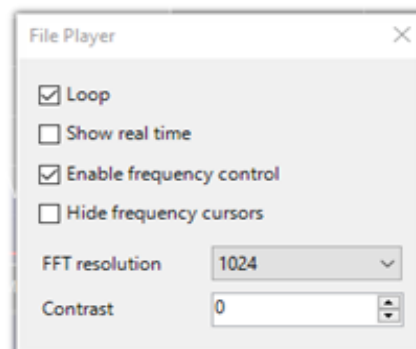 File Player
Loop
Show real time
Enable frequency control
Hide frequency cursors
FFT resolution 1024
Contrast 0